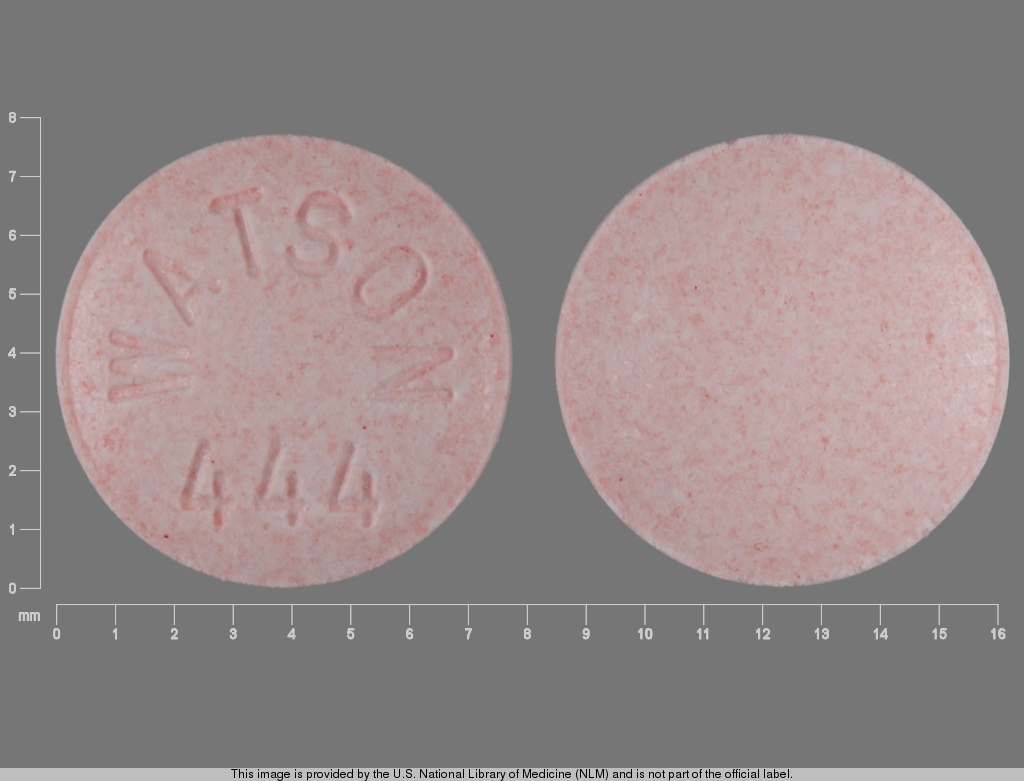 WATSON
444
8
7
6
5
4
3
2
1
0
mm
0 1 2 3 4 5 6 7 8 9 10 11 12 13 14 15 16
This image is provided by the U.S. National Library of Medicine (NLM) and is not part of the official label.